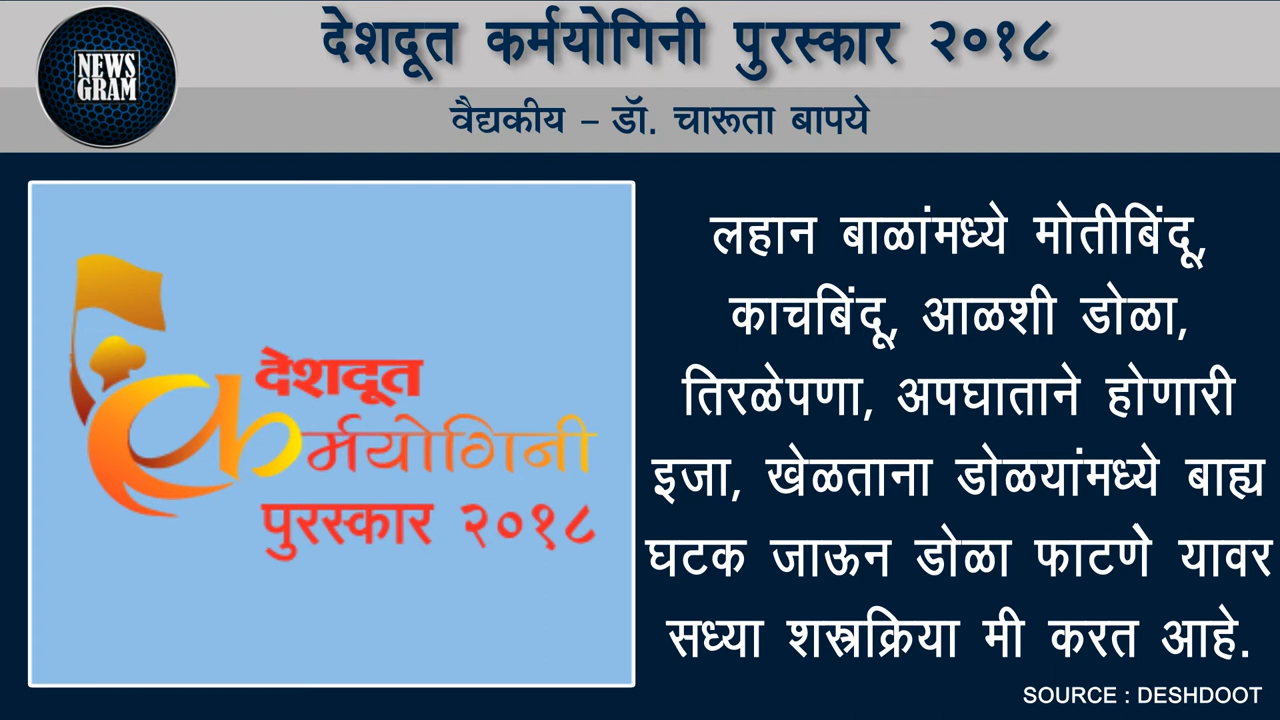 NEWS
GRAM
देशदूत कर्मयोगिनी पुरस्कार २०१८
वैद्यकीय – डॉ. चारूता बापये
देशदूत
कर्मयोगिनी
पुरस्कार २०१८
लहान बाळांमध्ये मोतीबिंदू,
काचबिंदू, आळशी डोळा,
तिरळेपणा, अपघाताने होणारी
इजा, खेळताना डोळयांमध्ये बाह्य
घटक जाऊन डोळा फाटणे यावर
सध्या शस्त्रक्रिया मी करत आहे.
SOURCE : DESHDOOT